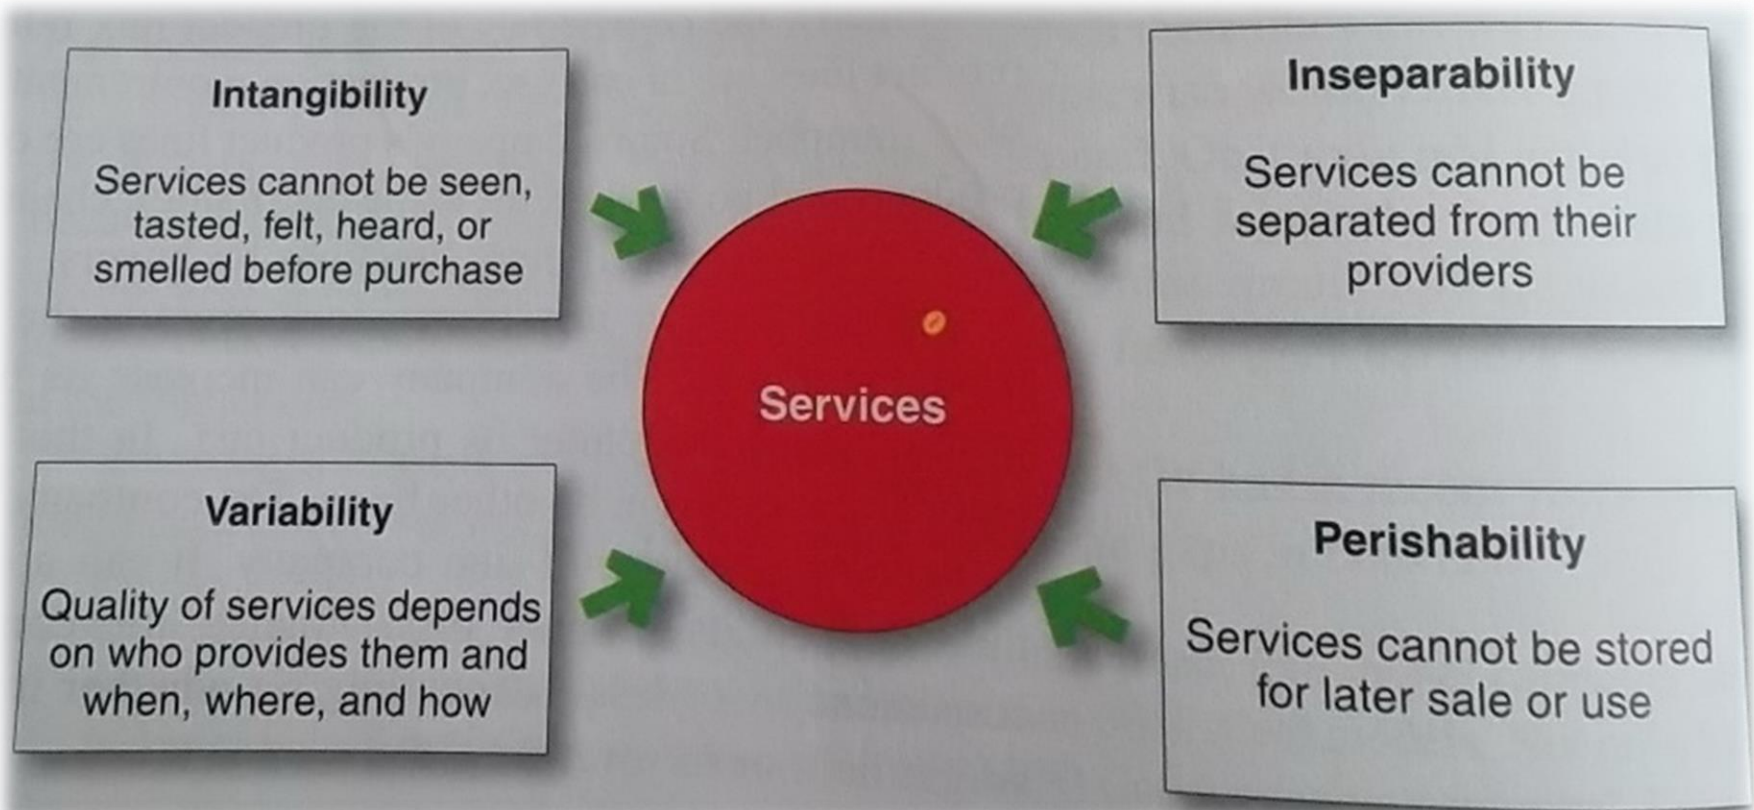 Intangibility
Services cannot be seen,
tasted, felt, heard, or
smelled before purchase
Inseparability
Services cannot be
separated from their
providers
Services
Variability
Quality of services depends
on who provides them and
when, where, and how
Perishability
Services cannot be stored
for later sale or use